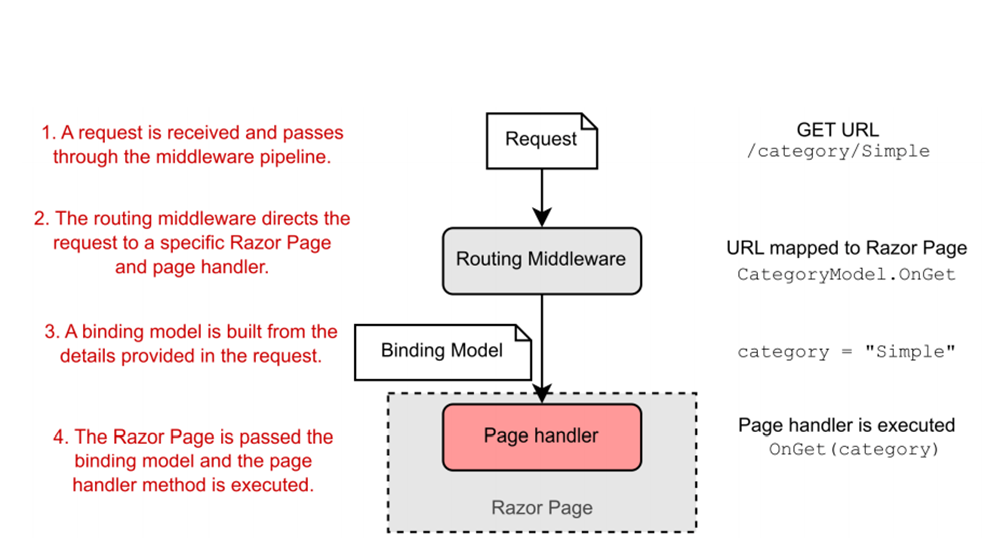 1. A request is received and passes
through the middleware pipeline.
Request
GET URL
/category/Simple
2. The routing middleware directs the
request to a specific Razor Page
and page handler.
Routing Middleware
URL mapped to Razor Page
CategoryModel.OnGet
3. A binding model is built from the
details provided in the request.
Binding Model
category = "Simple"
4. The Razor Page is passed the
binding model and the page
handler method is executed.
Page handler
Razor Page
Page handler is executed
OnGet(category)